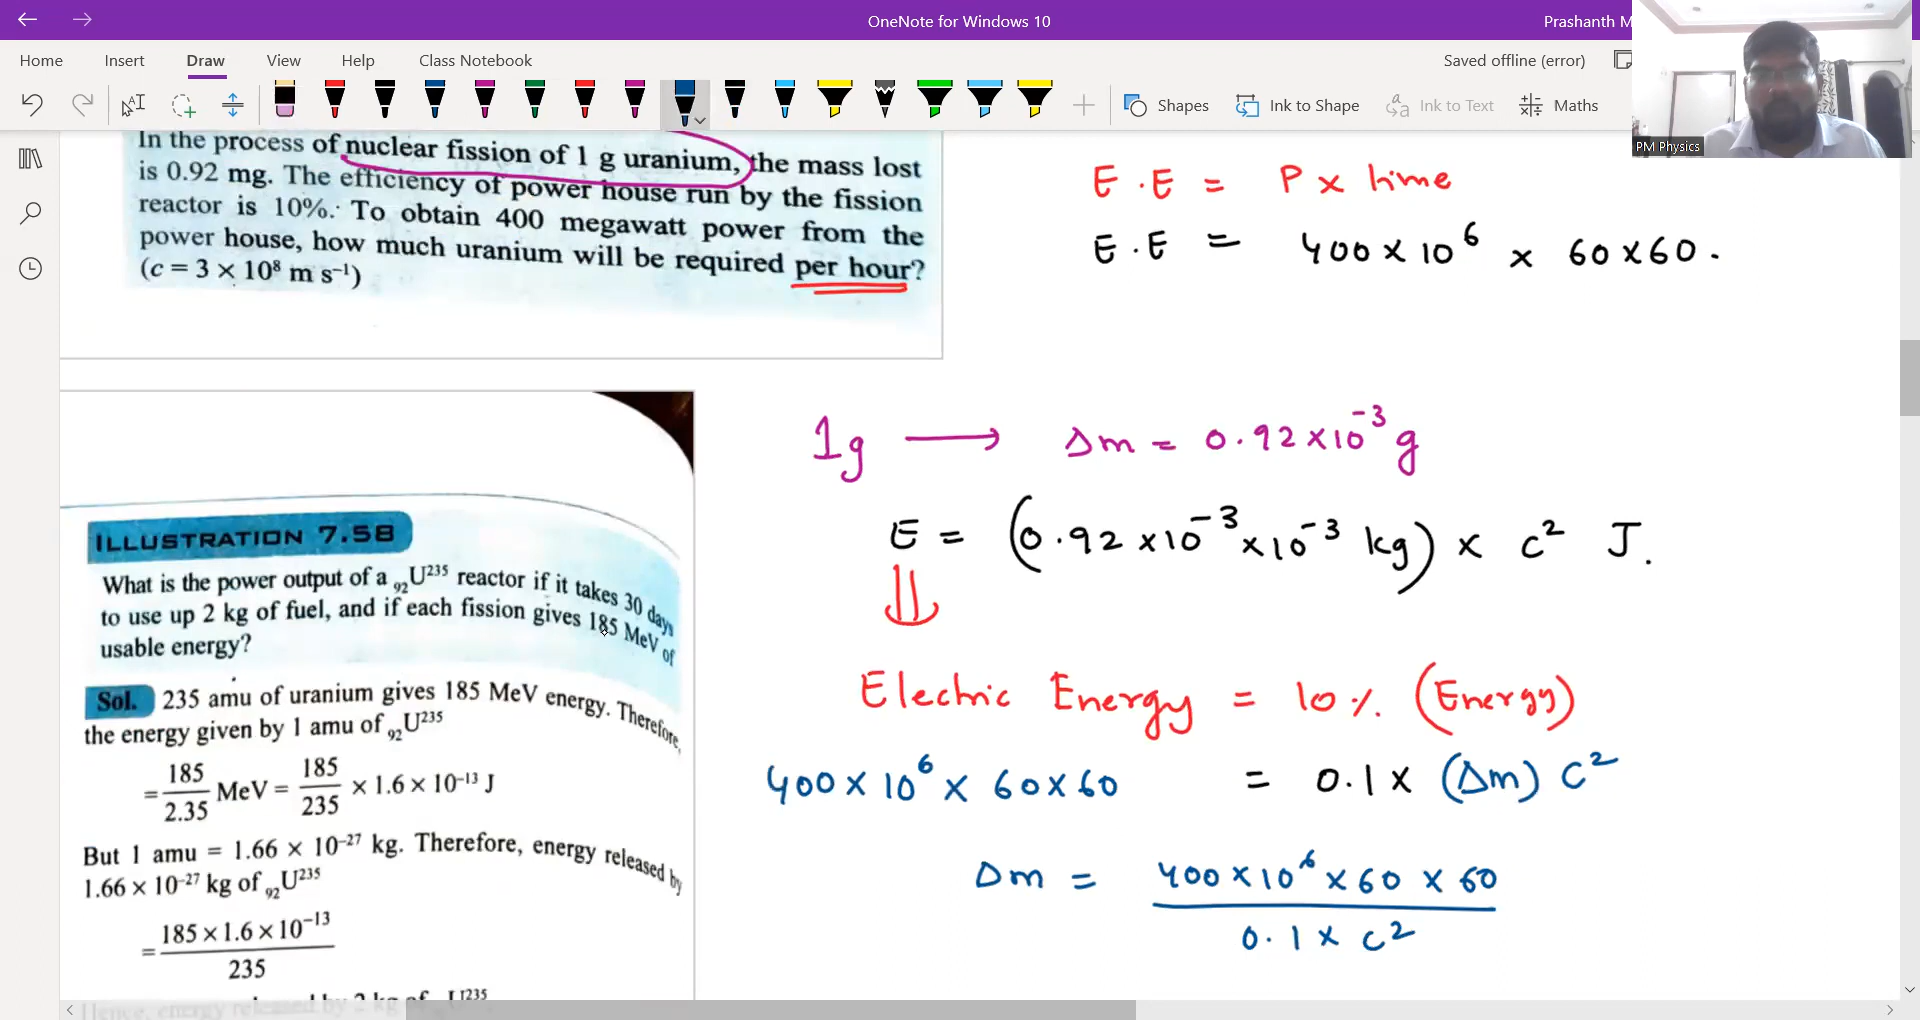 OneNote for Windows 10
Prashanth M
Home Insert Draw View Help Class Notebook
Saved offline (error)
Shapes Ink to Shape Ink to Text Maths
PM Physics
In the process of nuclear fission of 1 g uranium, the mass lost
is 0.92 mg. The efficiency of power house run by the fission
reactor is 10%. To obtain 400 megawatt power from the
power house, how much uranium will be required per hour?
(c = 3 × 10⁸ m s⁻¹)
E.E = P x time
E.E = 400 x 10⁶ x 60 x 60.
1g → Δm = 0.92 x 10⁻³ g
E = (0.92 x 10⁻³ x 10⁻³ kg) x c² J.
Electric Energy = 10% (Energy)
400 x 10⁶ x 60 x 60 = 0.1 x (Δm) c²
Δm = 400 x 10⁶ x 60 x 60
0.1 x c²
ILLUSTRATION 7.58
What is the power output of a ₉₂U²³⁵ reactor if it takes 30 days
to use up 2 kg of fuel, and if each fission gives 185 MeV of
usable energy?
Sol. 235 amu of uranium gives 185 MeV energy. Therefore,
the energy given by 1 amu of ₉₂U²³⁵
= 185/2.35 MeV = 185/235 × 1.6 × 10⁻¹³ J
But 1 amu = 1.66 × 10⁻²⁷ kg. Therefore, energy released by
1.66 × 10⁻²⁷ kg of ₉₂U²³⁵
= 185 × 1.6 × 10⁻¹³
235